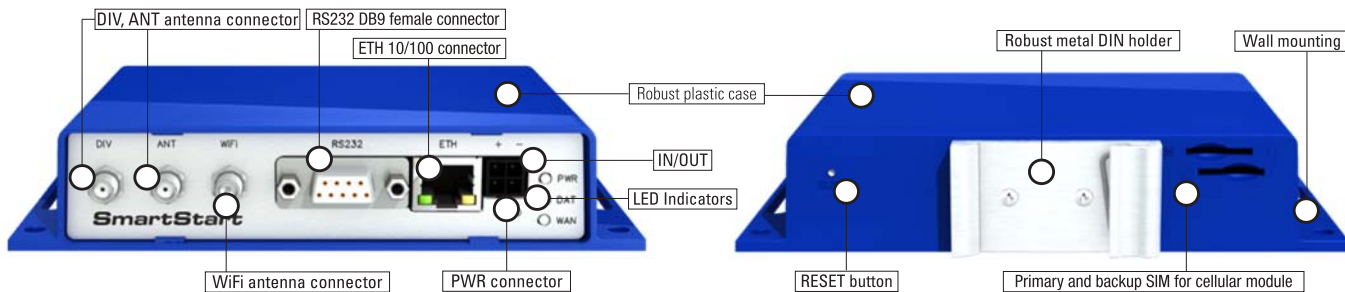 DIV, ANT antenna connector
RS232 DB9 female connector
ETH 10/100 connector
Robust metal DIN holder
Wall mounting
Robust plastic case
DIV
ANT
WiFi
RS232
ETH
+ −
IN/OUT
PWR
DAT
WAN
LED Indicators
SmartStart
WiFi antenna connector
PWR connector
RESET button
Primary and backup SIM for cellular module